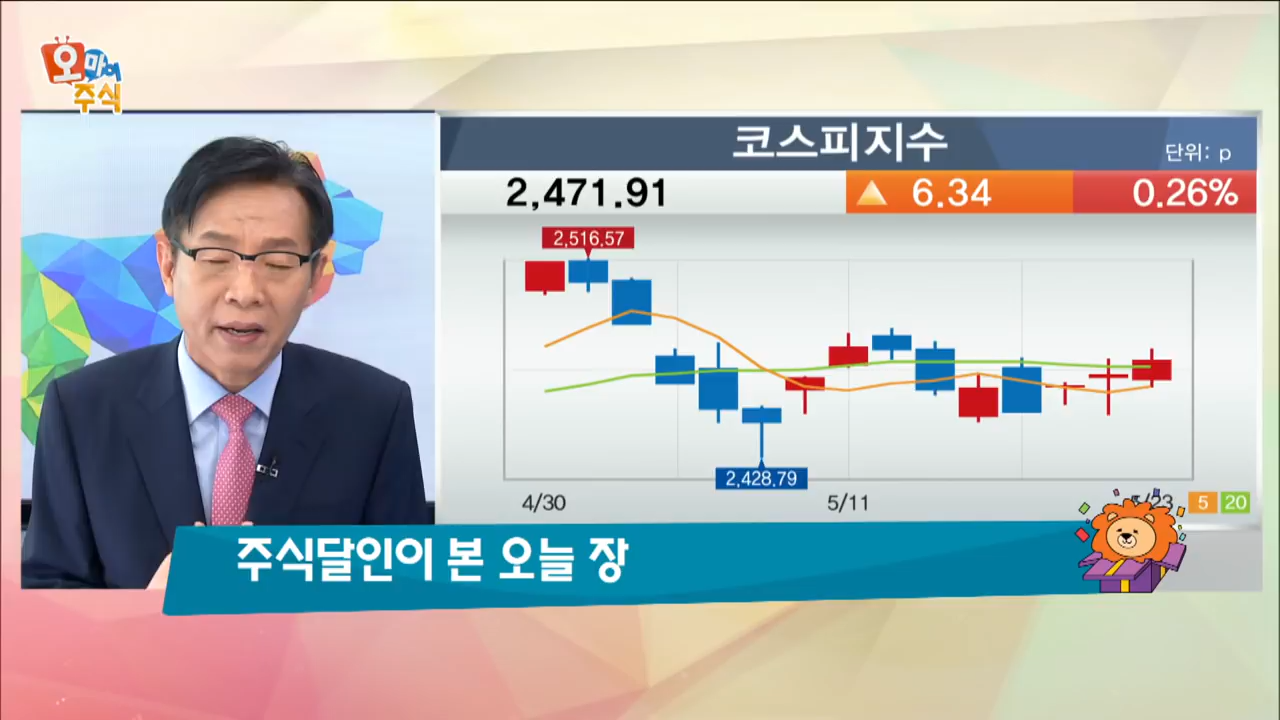 오마이
주식
코스피지수
단위: p
2,471.91
6.34
0.26%
2,516.57
2,428.79
4/30
5/11
5/23
5
20
주식달인이 본 오늘 장